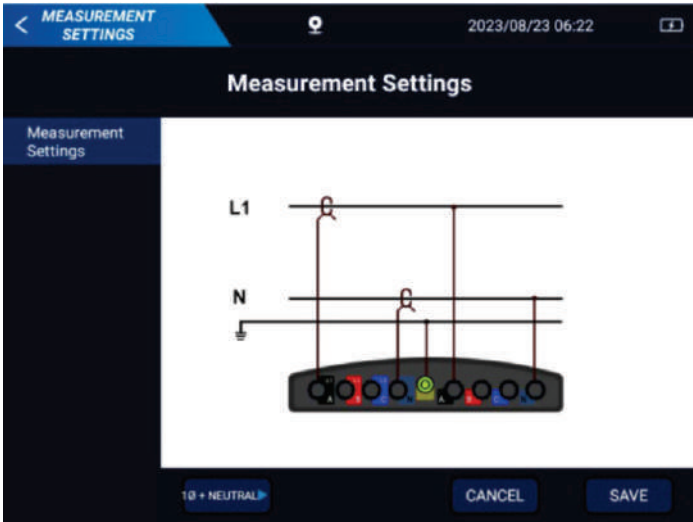 MEASUREMENT
SETTINGS
2023/08/23 06:22
Measurement Settings
Measurement
Settings
L1
N
A
B
C
N
A
B
C
N
1Ø + NEUTRAL
CANCEL
SAVE